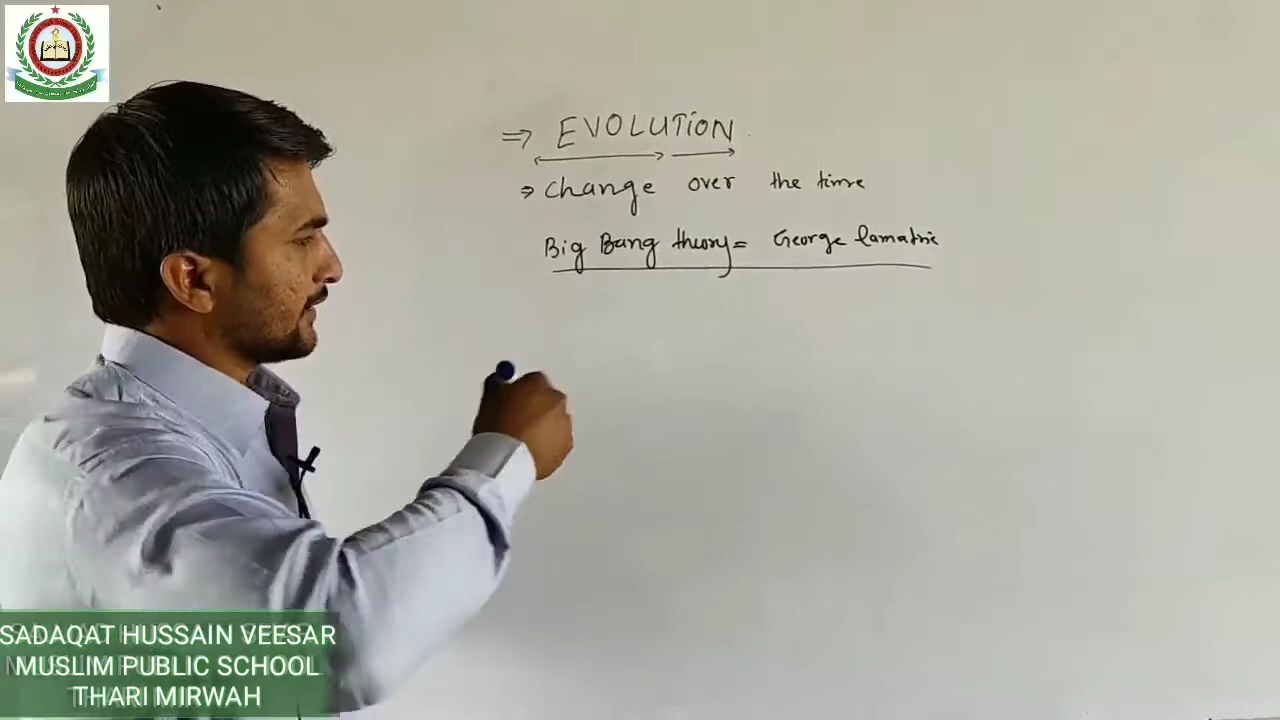 ⇒ EVOLUTiON
⇒ Change over the time
Big Bang theory = George lamatrie
SADAQAT HUSSAIN VEESAR
MUSLIM PUBLIC SCHOOL
THARI MIRWAH